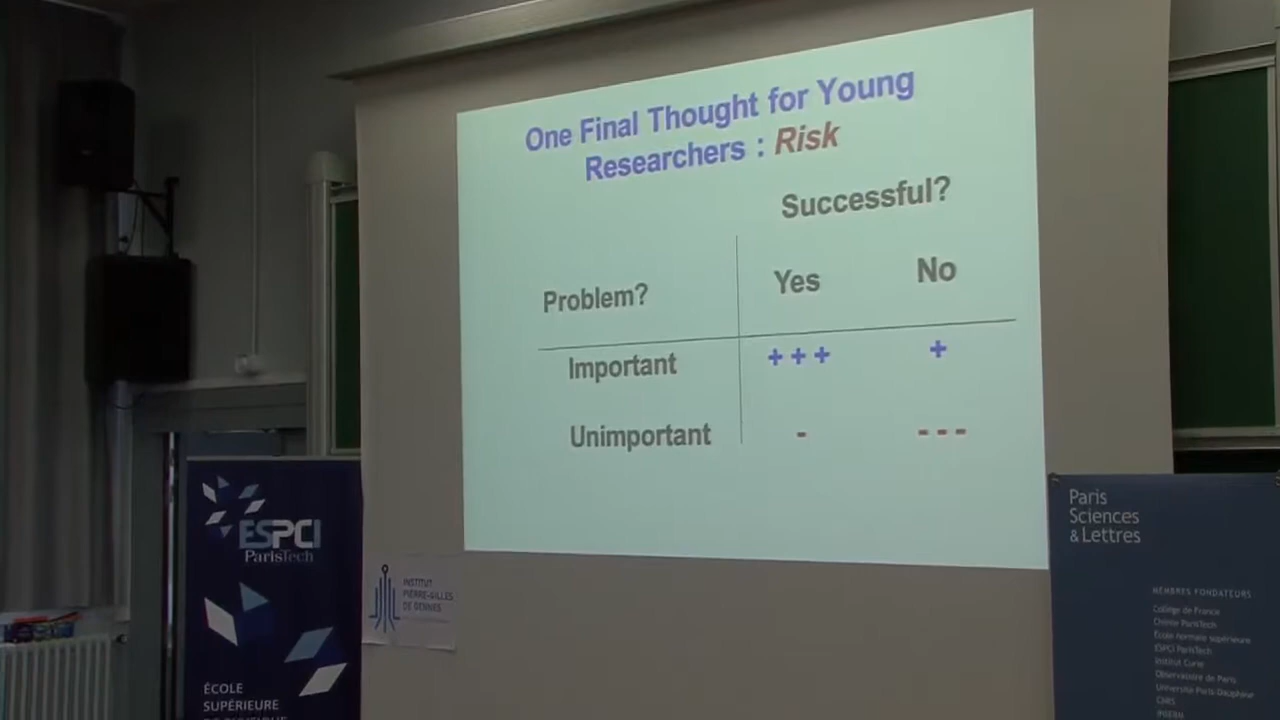 One Final Thought for Young
Researchers : Risk
Successful?
Problem?
Yes
No
Important
+ + +
+
Unimportant
-
- - -
ESPCI
ParisTech
ÉCOLE
SUPÉRIEURE
INSTITUT
PIERRE-GILLES
DE GENNES
Paris
Sciences
& Lettres
MEMBRES FONDATEURS
Collège de France
Chimie ParisTech
École normale supérieure
ESPCI ParisTech
Institut Curie
Observatoire de Paris
Université Paris-Dauphine
CNRS
INSERM